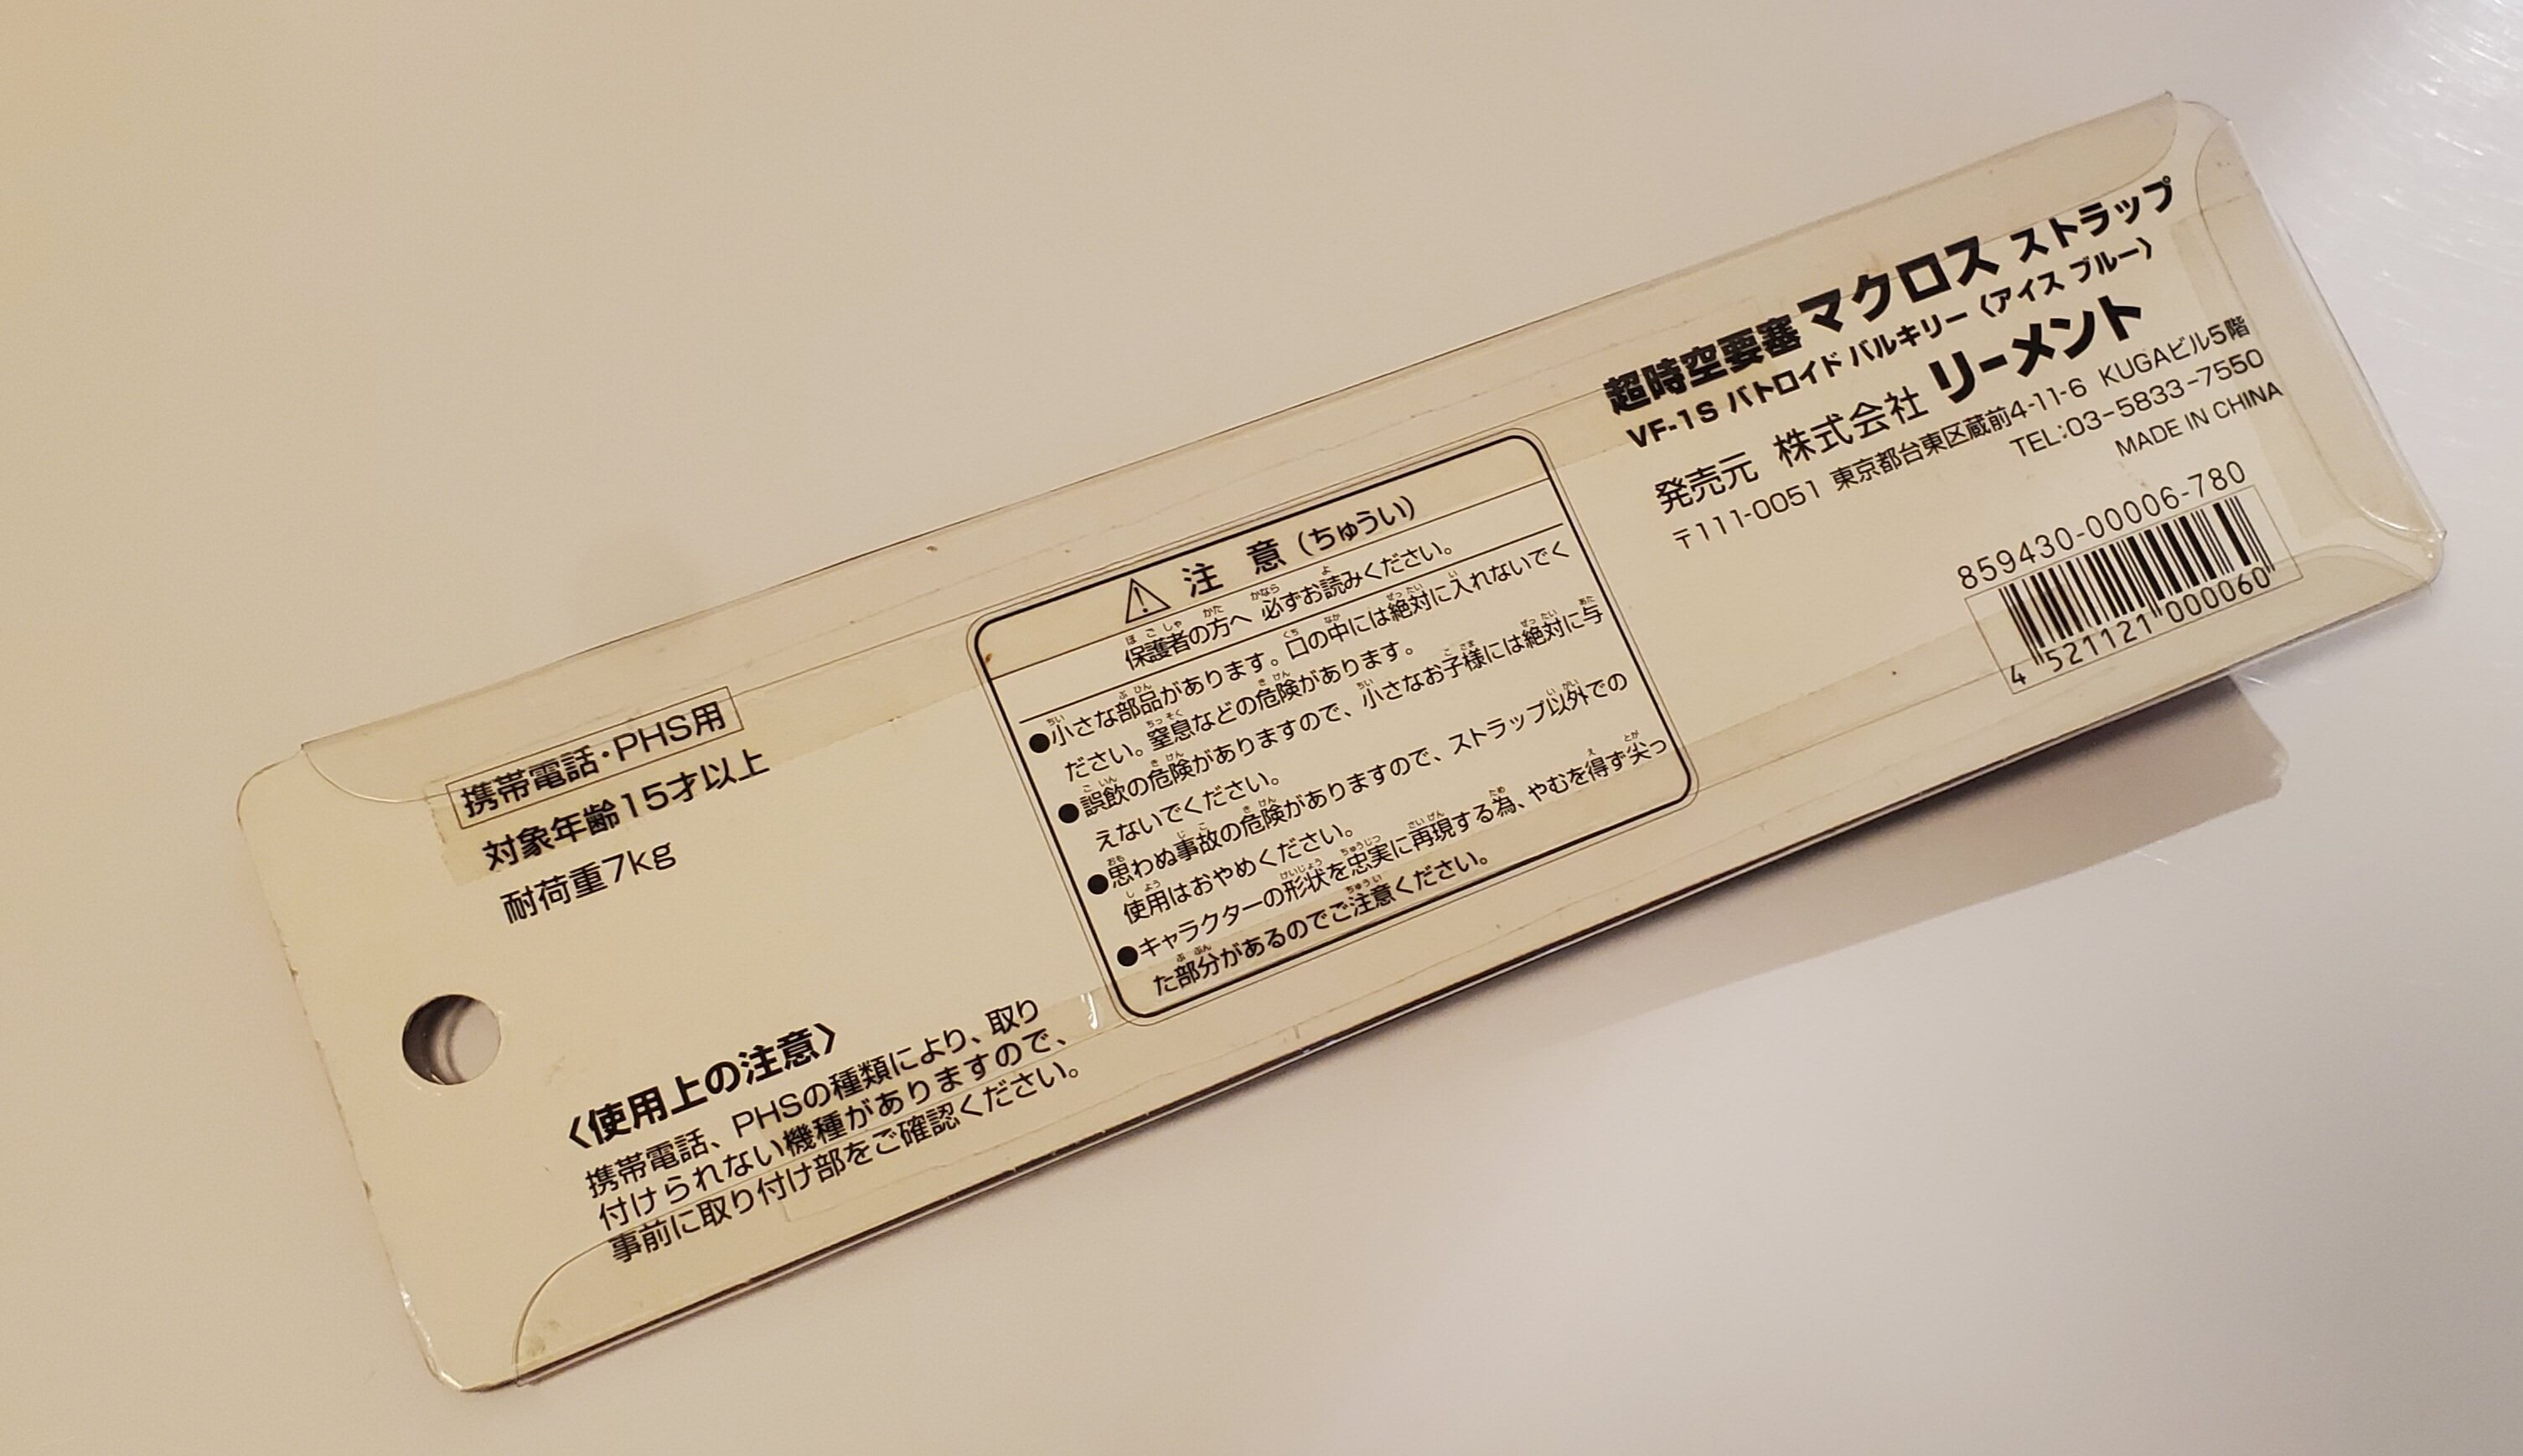 携帯電話・PHS用
対象年齢15才以上
耐荷重7kg
〈使用上の注意〉
携帯電話、PHSの種類により、取り
付けられない機種がありますので、
事前に取り付け部をご確認ください。
⚠ 注 意 (ちゅうい)
保護者の方へ 必ずお読みください。
●小さな部品があります。口の中には絶対に入れないでく
ださい。窒息などの危険があります。
●誤飲の危険がありますので、小さなお子様には絶対に与
えないでください。
●思わぬ事故の危険がありますので、ストラップ以外での
使用はおやめください。
●キャラクターの形状を忠実に再現する為、やむを得ず尖っ
た部分があるのでご注意ください。
超時空要塞マクロス ストラップ
VF-1S バトロイド バルキリー〈アイス ブルー〉
発売元 株式会社 リーメント
〒111-0051 東京都台東区蔵前4-11-6 KUGAビル5階
TEL:03-5833-7550
MADE IN CHINA
859430-00006-780
4 521121 000060